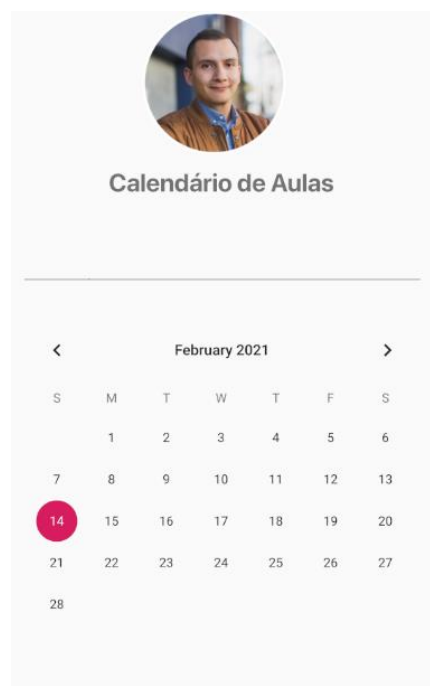 Calendário de Aulas
February 2021
S M T W T F S
1 2 3 4 5 6
7 8 9 10 11 12 13
14 15 16 17 18 19 20
21 22 23 24 25 26 27
28